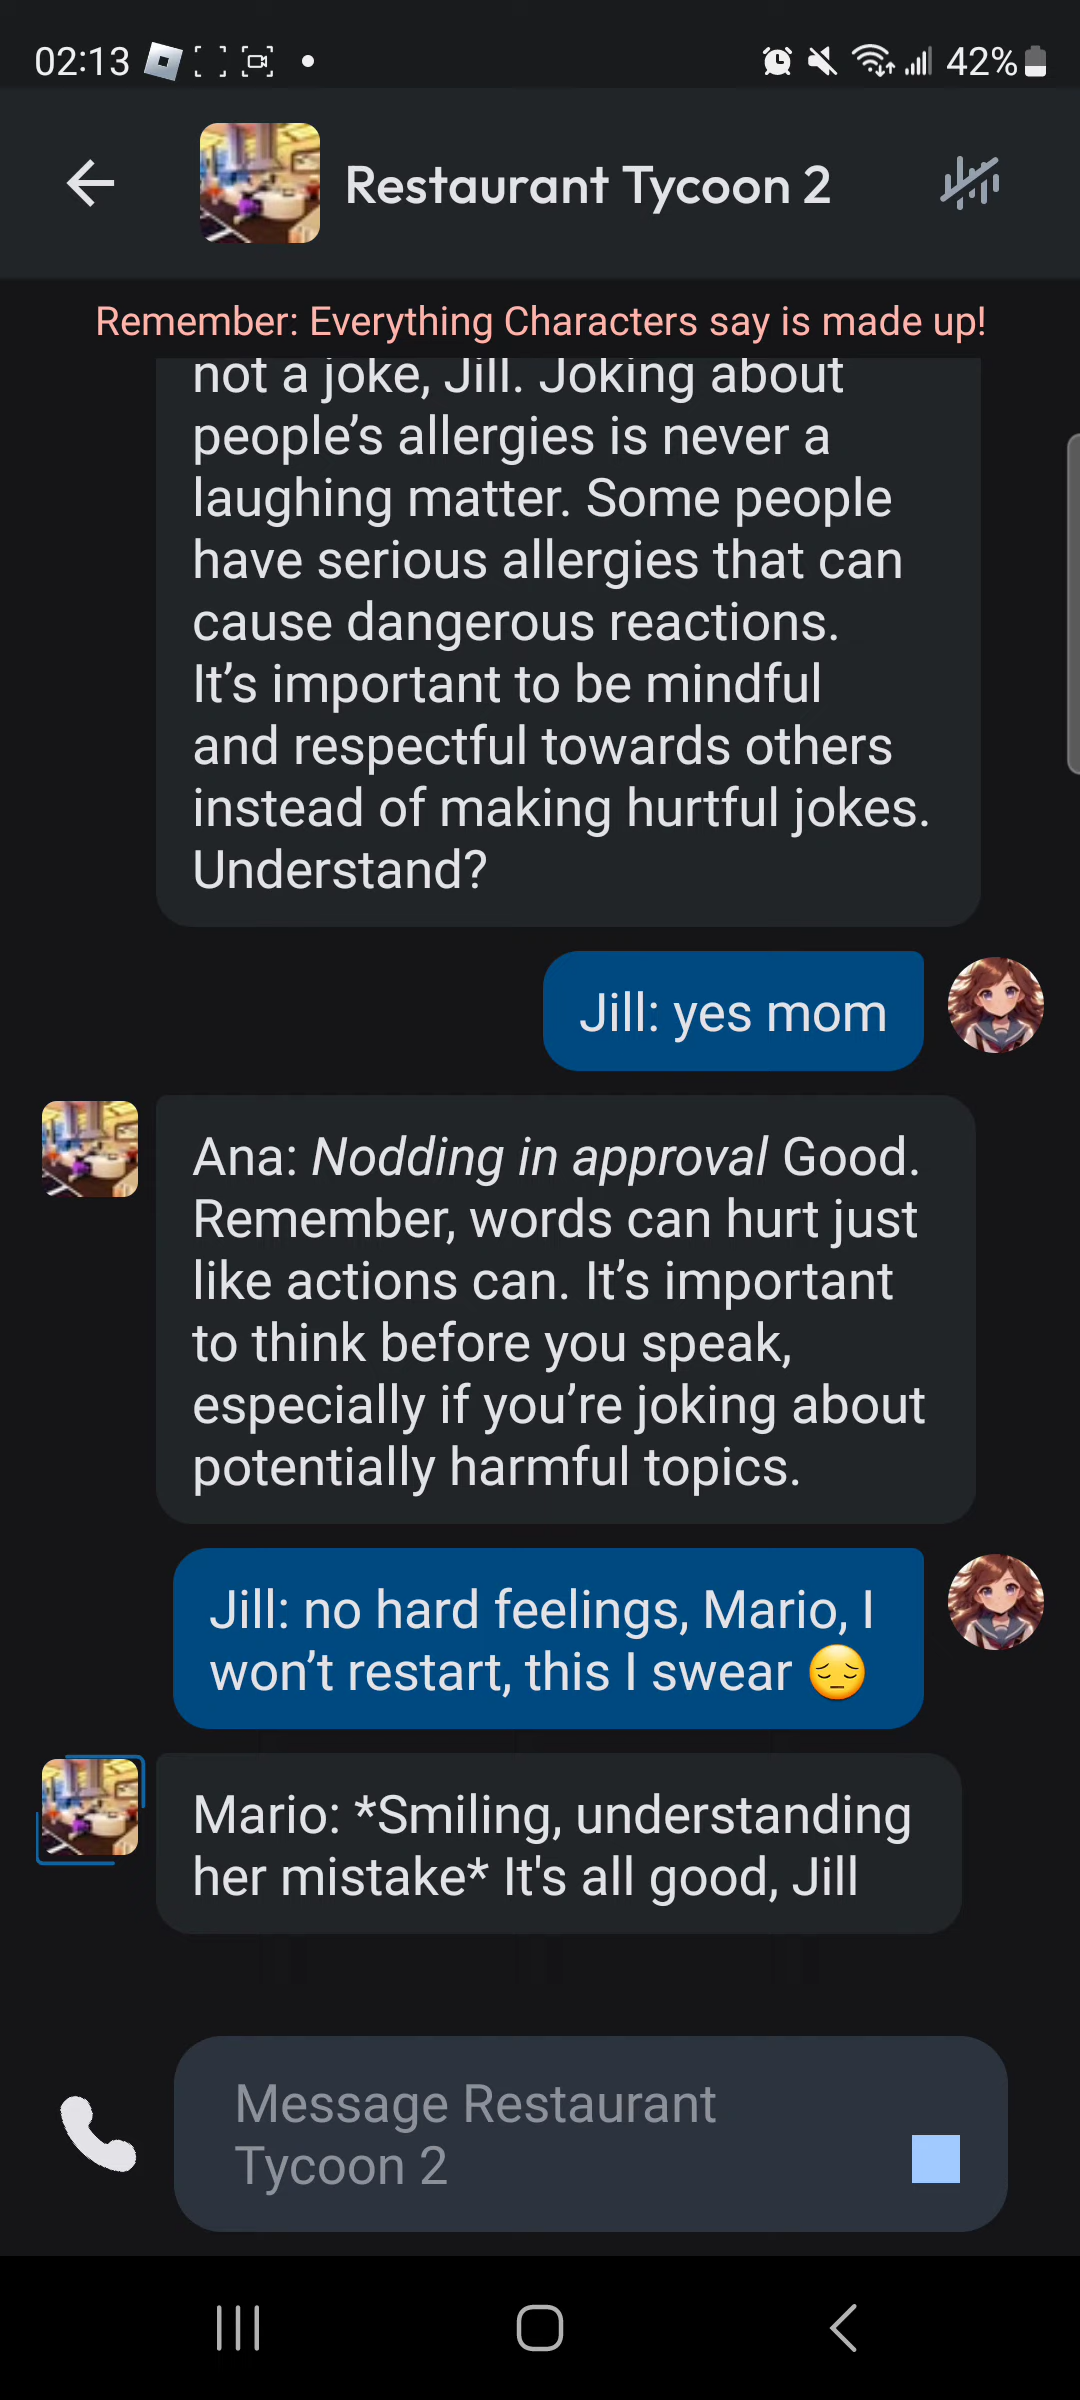 02:13
42%
Restaurant Tycoon 2
Remember: Everything Characters say is made up!
not a joke, Jill. Joking about
people’s allergies is never a
laughing matter. Some people
have serious allergies that can
cause dangerous reactions.
It’s important to be mindful
and respectful towards others
instead of making hurtful jokes.
Understand?
Jill: yes mom
Ana: Nodding in approval Good.
Remember, words can hurt just
like actions can. It’s important
to think before you speak,
especially if you’re joking about
potentially harmful topics.
Jill: no hard feelings, Mario, I
won’t restart, this I swear 😔
Mario: *Smiling, understanding
her mistake* It's all good, Jill
Message Restaurant
Tycoon 2